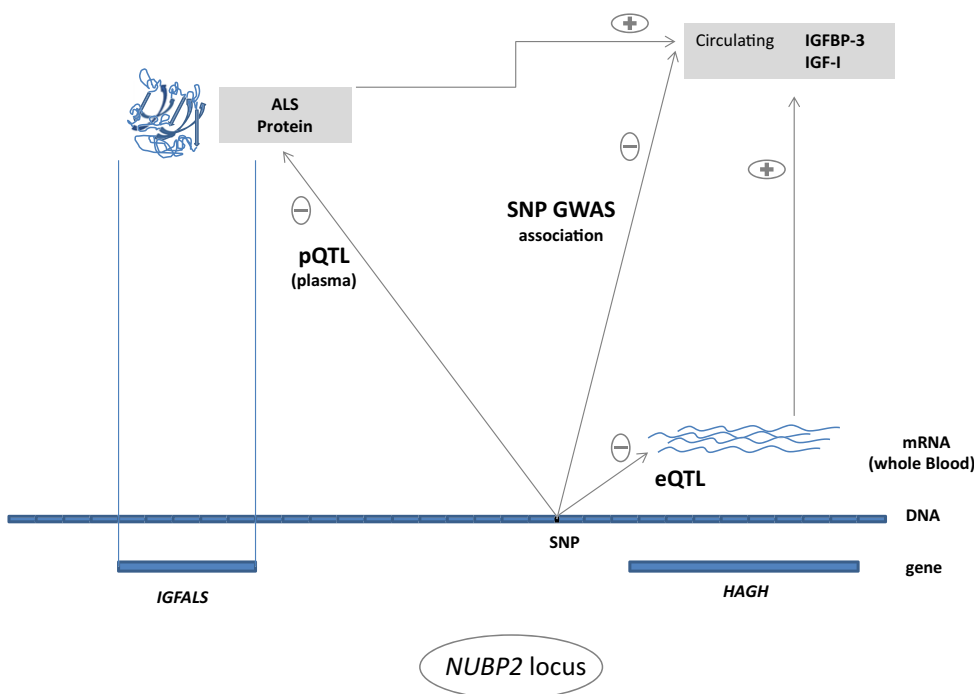 Circulating IGFBP-3
IGF-I
ALS
Protein
SNP GWAS
association
pQTL
(plasma)
eQTL
mRNA
(whole Blood)
DNA
SNP
gene
IGFALS
HAGH
NUBP2 locus